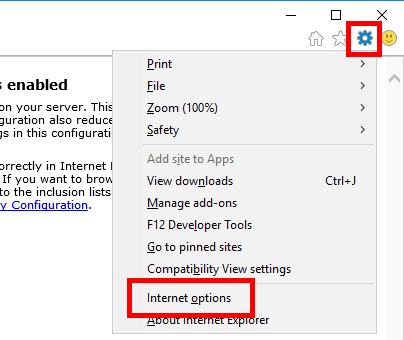 s enabled
on your server. This
guration also reduce
gs in this configuratio
orrectly in Internet
If you want to brow
to the inclusion lists
y Configuration.
Print
File
Zoom (100%)
Safety
Add site to Apps
View downloads Ctrl+J
Manage add-ons
F12 Developer Tools
Go to pinned sites
Compatibility View settings
Internet options
About Internet Explorer